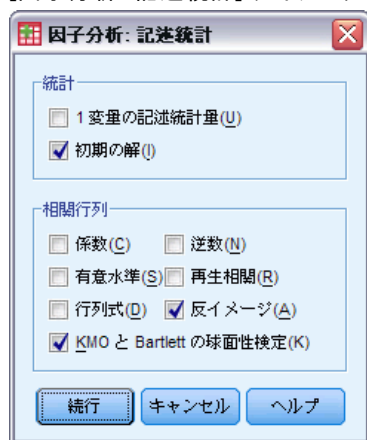 因子分析: 記述統計
統計
1 変量の記述統計量(U)
初期の解(I)
相関行列
係数(C) 逆数(N)
有意水準(S) 再生相関(R)
行列式(D) 反イメージ(A)
KMO と Bartlett の球面性検定(K)
続行 キャンセル ヘルプ